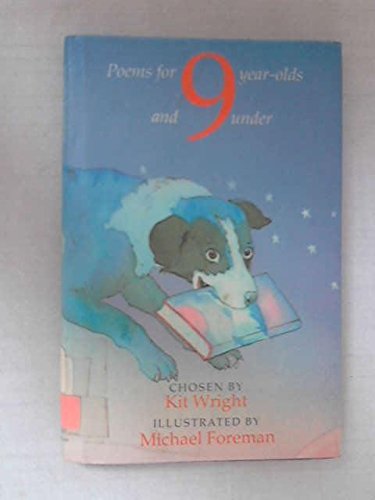 Poems for 9 year-olds
and under
CHOSEN BY
Kit Wright
ILLUSTRATED BY
Michael Foreman